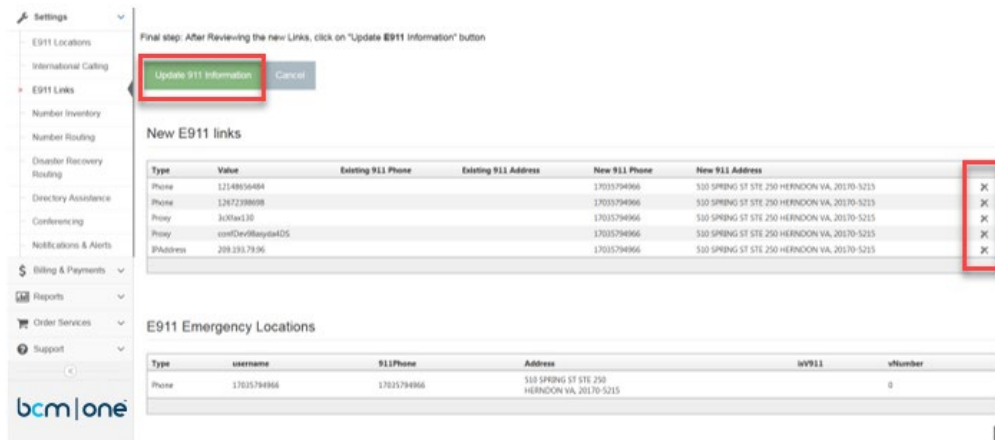 Settings
E911 Locations
International Calling
E911 Links
Number Inventory
Number Routing
Disaster Recovery
Routing
Directory Assistance
Conferencing
Notifications & Alerts
Billing & Payments
Reports
Order Services
Support
bcm|one
Final step: After Reviewing the new Links, click on "Update E911 Information" button
Update 911 Information Cancel
New E911 links
Type Value Existing 911 Phone Existing 911 Address New 911 Phone New 911 Address
Phone 12148656484 17035794966 510 SPRING ST STE 250 HERNDON VA, 20170-5215
Phone 12672398698 17035794966 510 SPRING ST STE 250 HERNDON VA, 20170-5215
Proxy 17035794966 510 SPRING ST STE 250 HERNDON VA, 20170-5215
Proxy 17035794966 510 SPRING ST STE 250 HERNDON VA, 20170-5215
IPAddress 209.193.79.96 17035794966 510 SPRING ST STE 250 HERNDON VA, 20170-5215
E911 Emergency Locations
Type username 911Phone Address isV911 vNumber
Phone 17035794966 17035794966 510 SPRING ST STE 250 0
HERNDON VA, 20170-5215